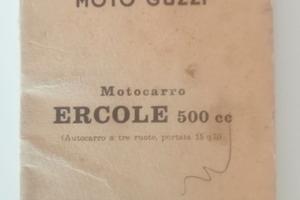 MOTO GUZZI
Motocarro
ERCOLE 500 cc
(Autocarro a tre ruote, portata 15 q.li)